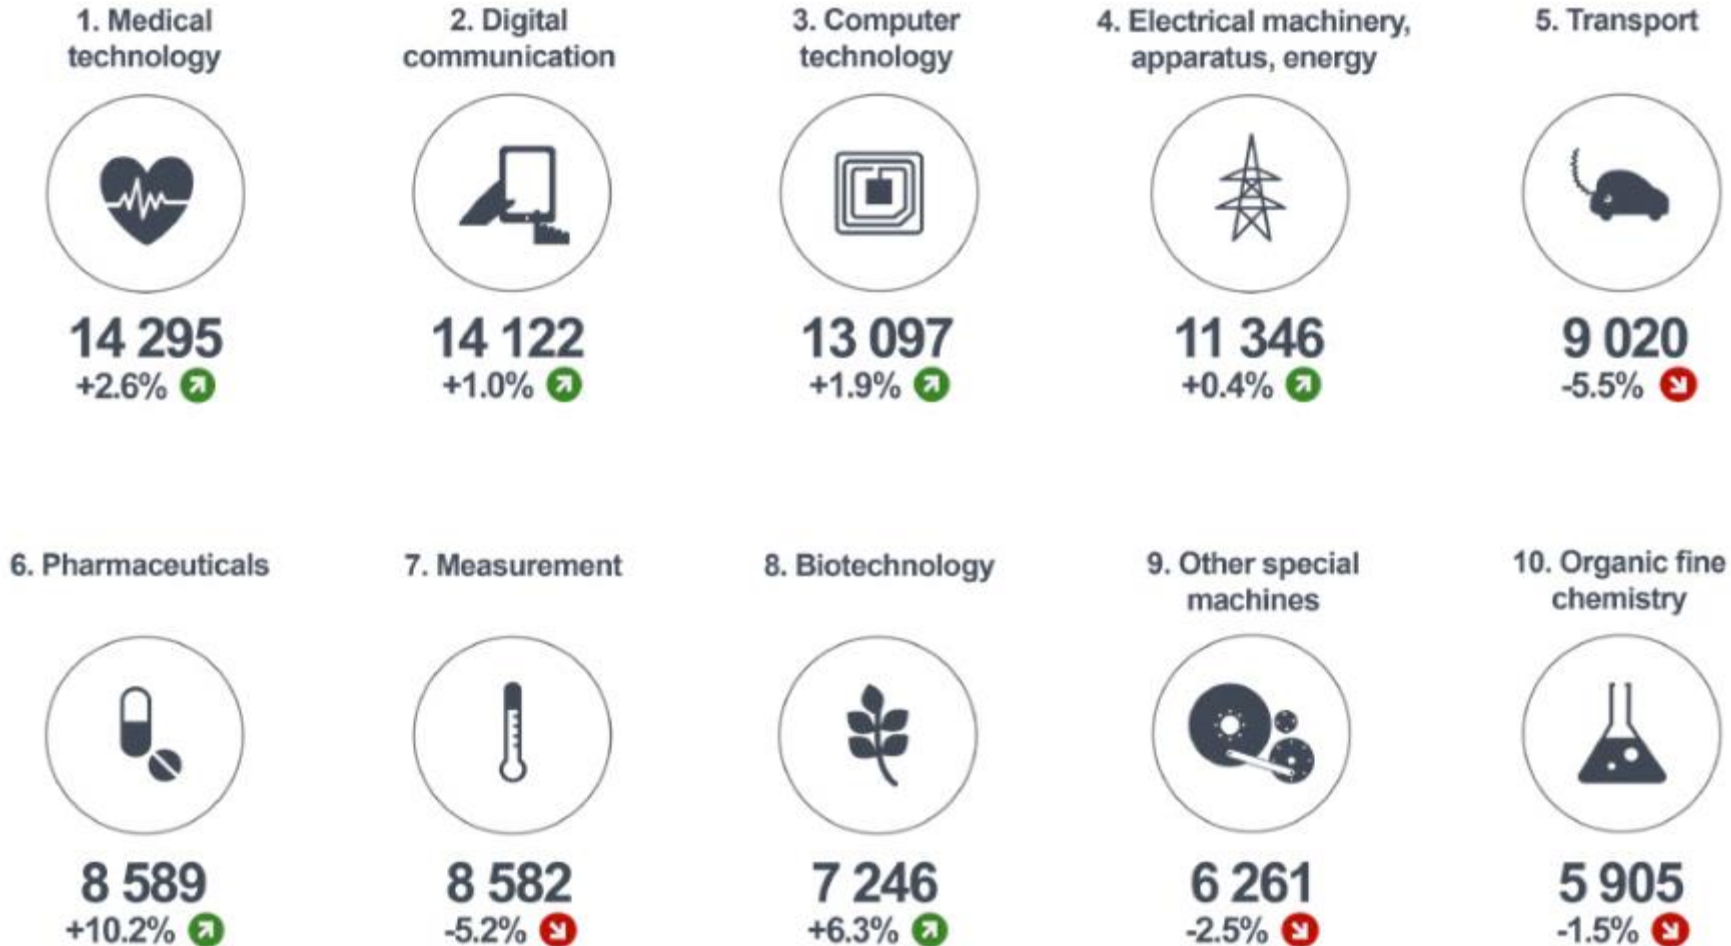 1. Medical
technology
2. Digital
communication
3. Computer
technology
4. Electrical machinery,
apparatus, energy
5. Transport
14 295
+2.6%
14 122
+1.0%
13 097
+1.9%
11 346
+0.4%
9 020
-5.5%
6. Pharmaceuticals
7. Measurement
8. Biotechnology
9. Other special
machines
10. Organic fine
chemistry
8 589
+10.2%
8 582
-5.2%
7 246
+6.3%
6 261
-2.5%
5 905
-1.5%